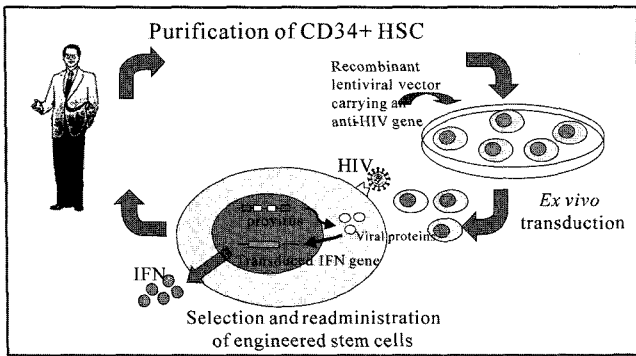 Purification of CD34+ HSC
Recombinant
lentiviral vector
carrying an
anti-HIV gene
HIV
Ex vivo
transduction
provirus
Viral proteins
Transduced IFN gene
IFN
Selection and readministration
of engineered stem cells